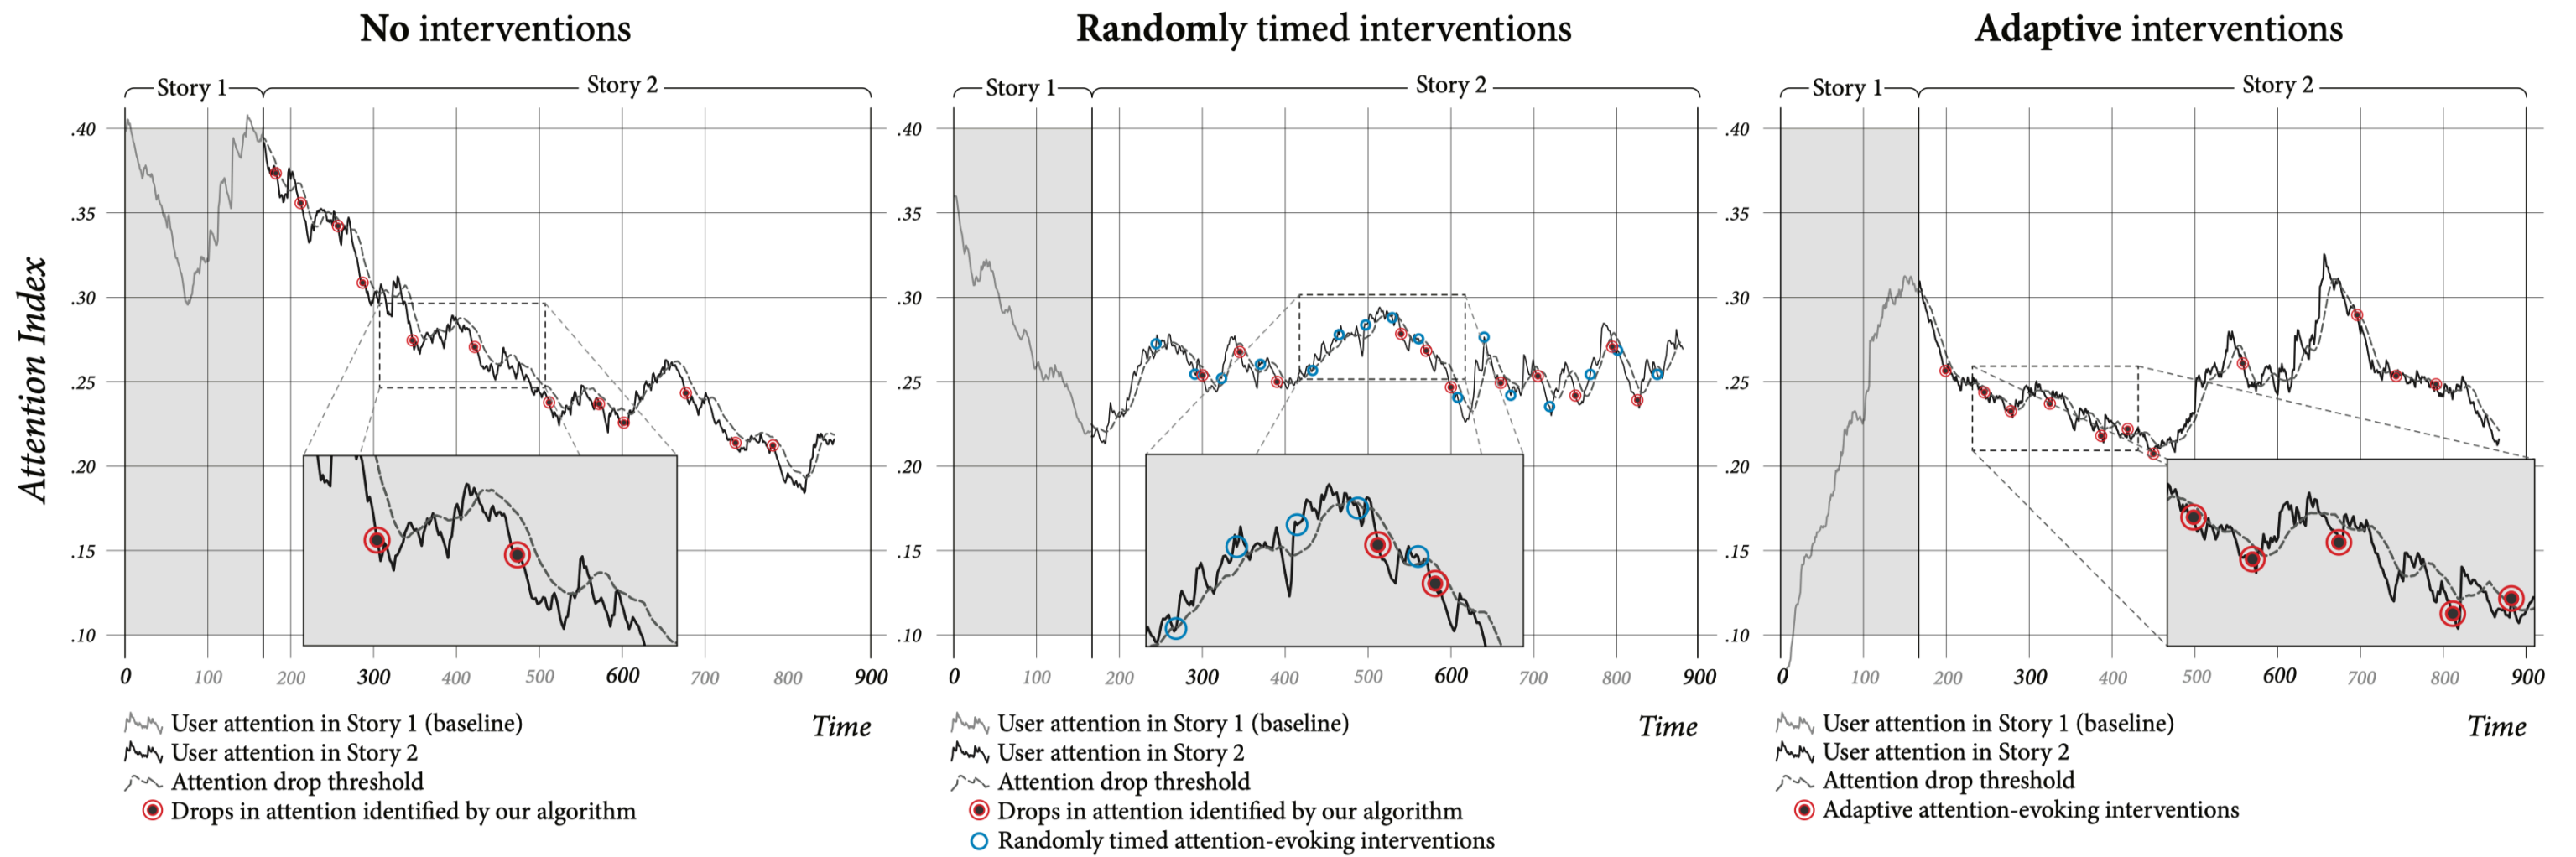 No interventions
Randomly timed interventions
Adaptive interventions
Story 1
Story 2
Story 1
Story 2
Story 1
Story 2
Attention Index
.40
.35
.30
.25
.20
.15
.10
.40
.35
.30
.25
.20
.15
.10
.40
.35
.30
.25
.20
.15
.10
0 100 200 300 400 500 600 700 800 900
0 100 200 300 400 500 600 700 800 900
0 100 200 300 400 500 600 700 800 900
Time
User attention in Story 1 (baseline)
User attention in Story 2
Attention drop threshold
Drops in attention identified by our algorithm
Time
User attention in Story 1 (baseline)
User attention in Story 2
Attention drop threshold
Drops in attention identified by our algorithm
Randomly timed attention-evoking interventions
Time
User attention in Story 1 (baseline)
User attention in Story 2
Attention drop threshold
Adaptive attention-evoking interventions